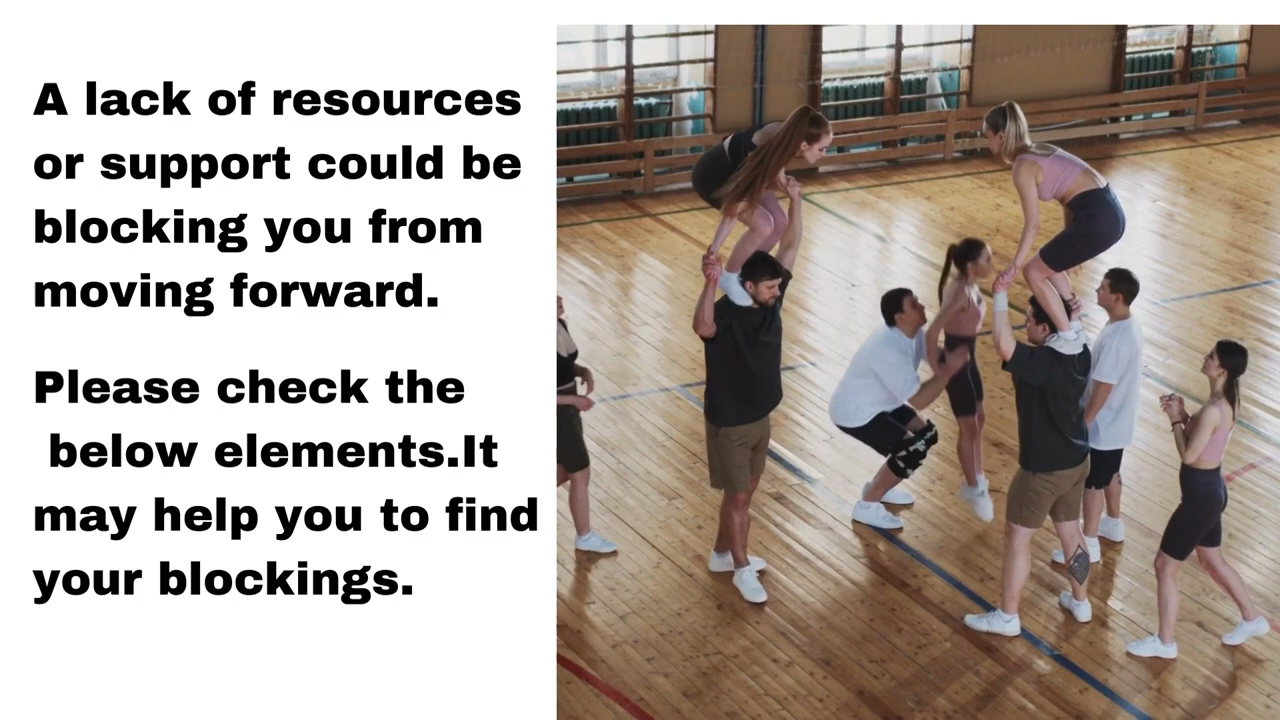 A lack of resources
or support could be
blocking you from
moving forward.
Please check the
below elements.It
may help you to find
your blockings.